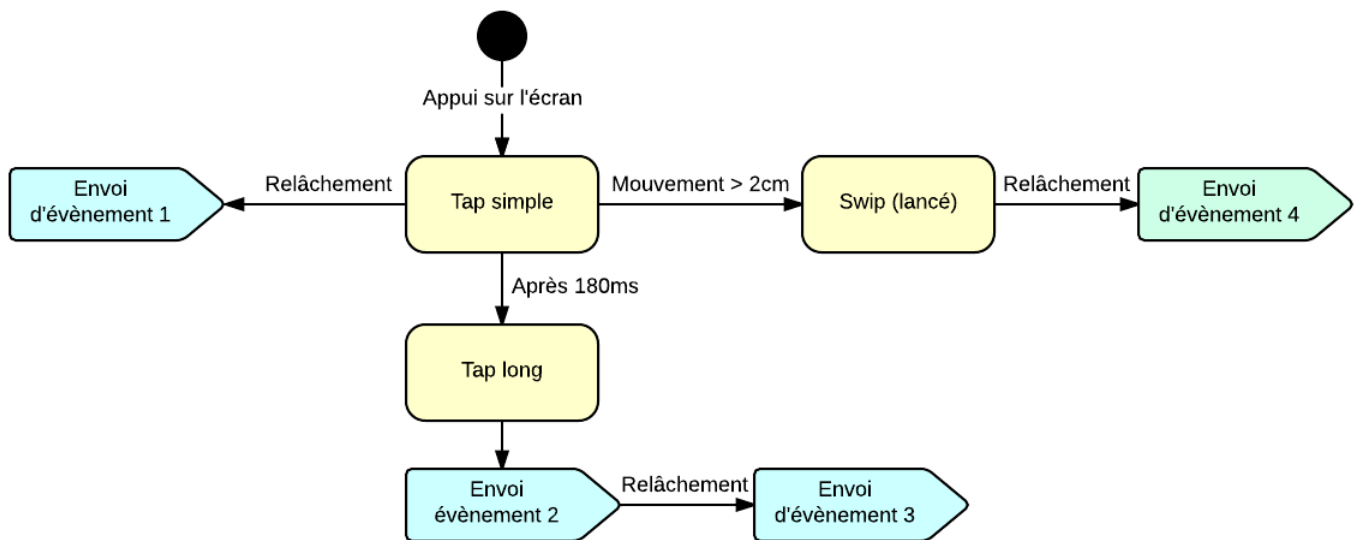 Appui sur l'écran
Envoi
d'évènement 1
Relâchement
Tap simple
Mouvement > 2cm
Swip (lancé)
Relâchement
Envoi
d'évènement 4
Après 180ms
Tap long
Envoi
évènement 2
Relâchement
Envoi
d'évènement 3